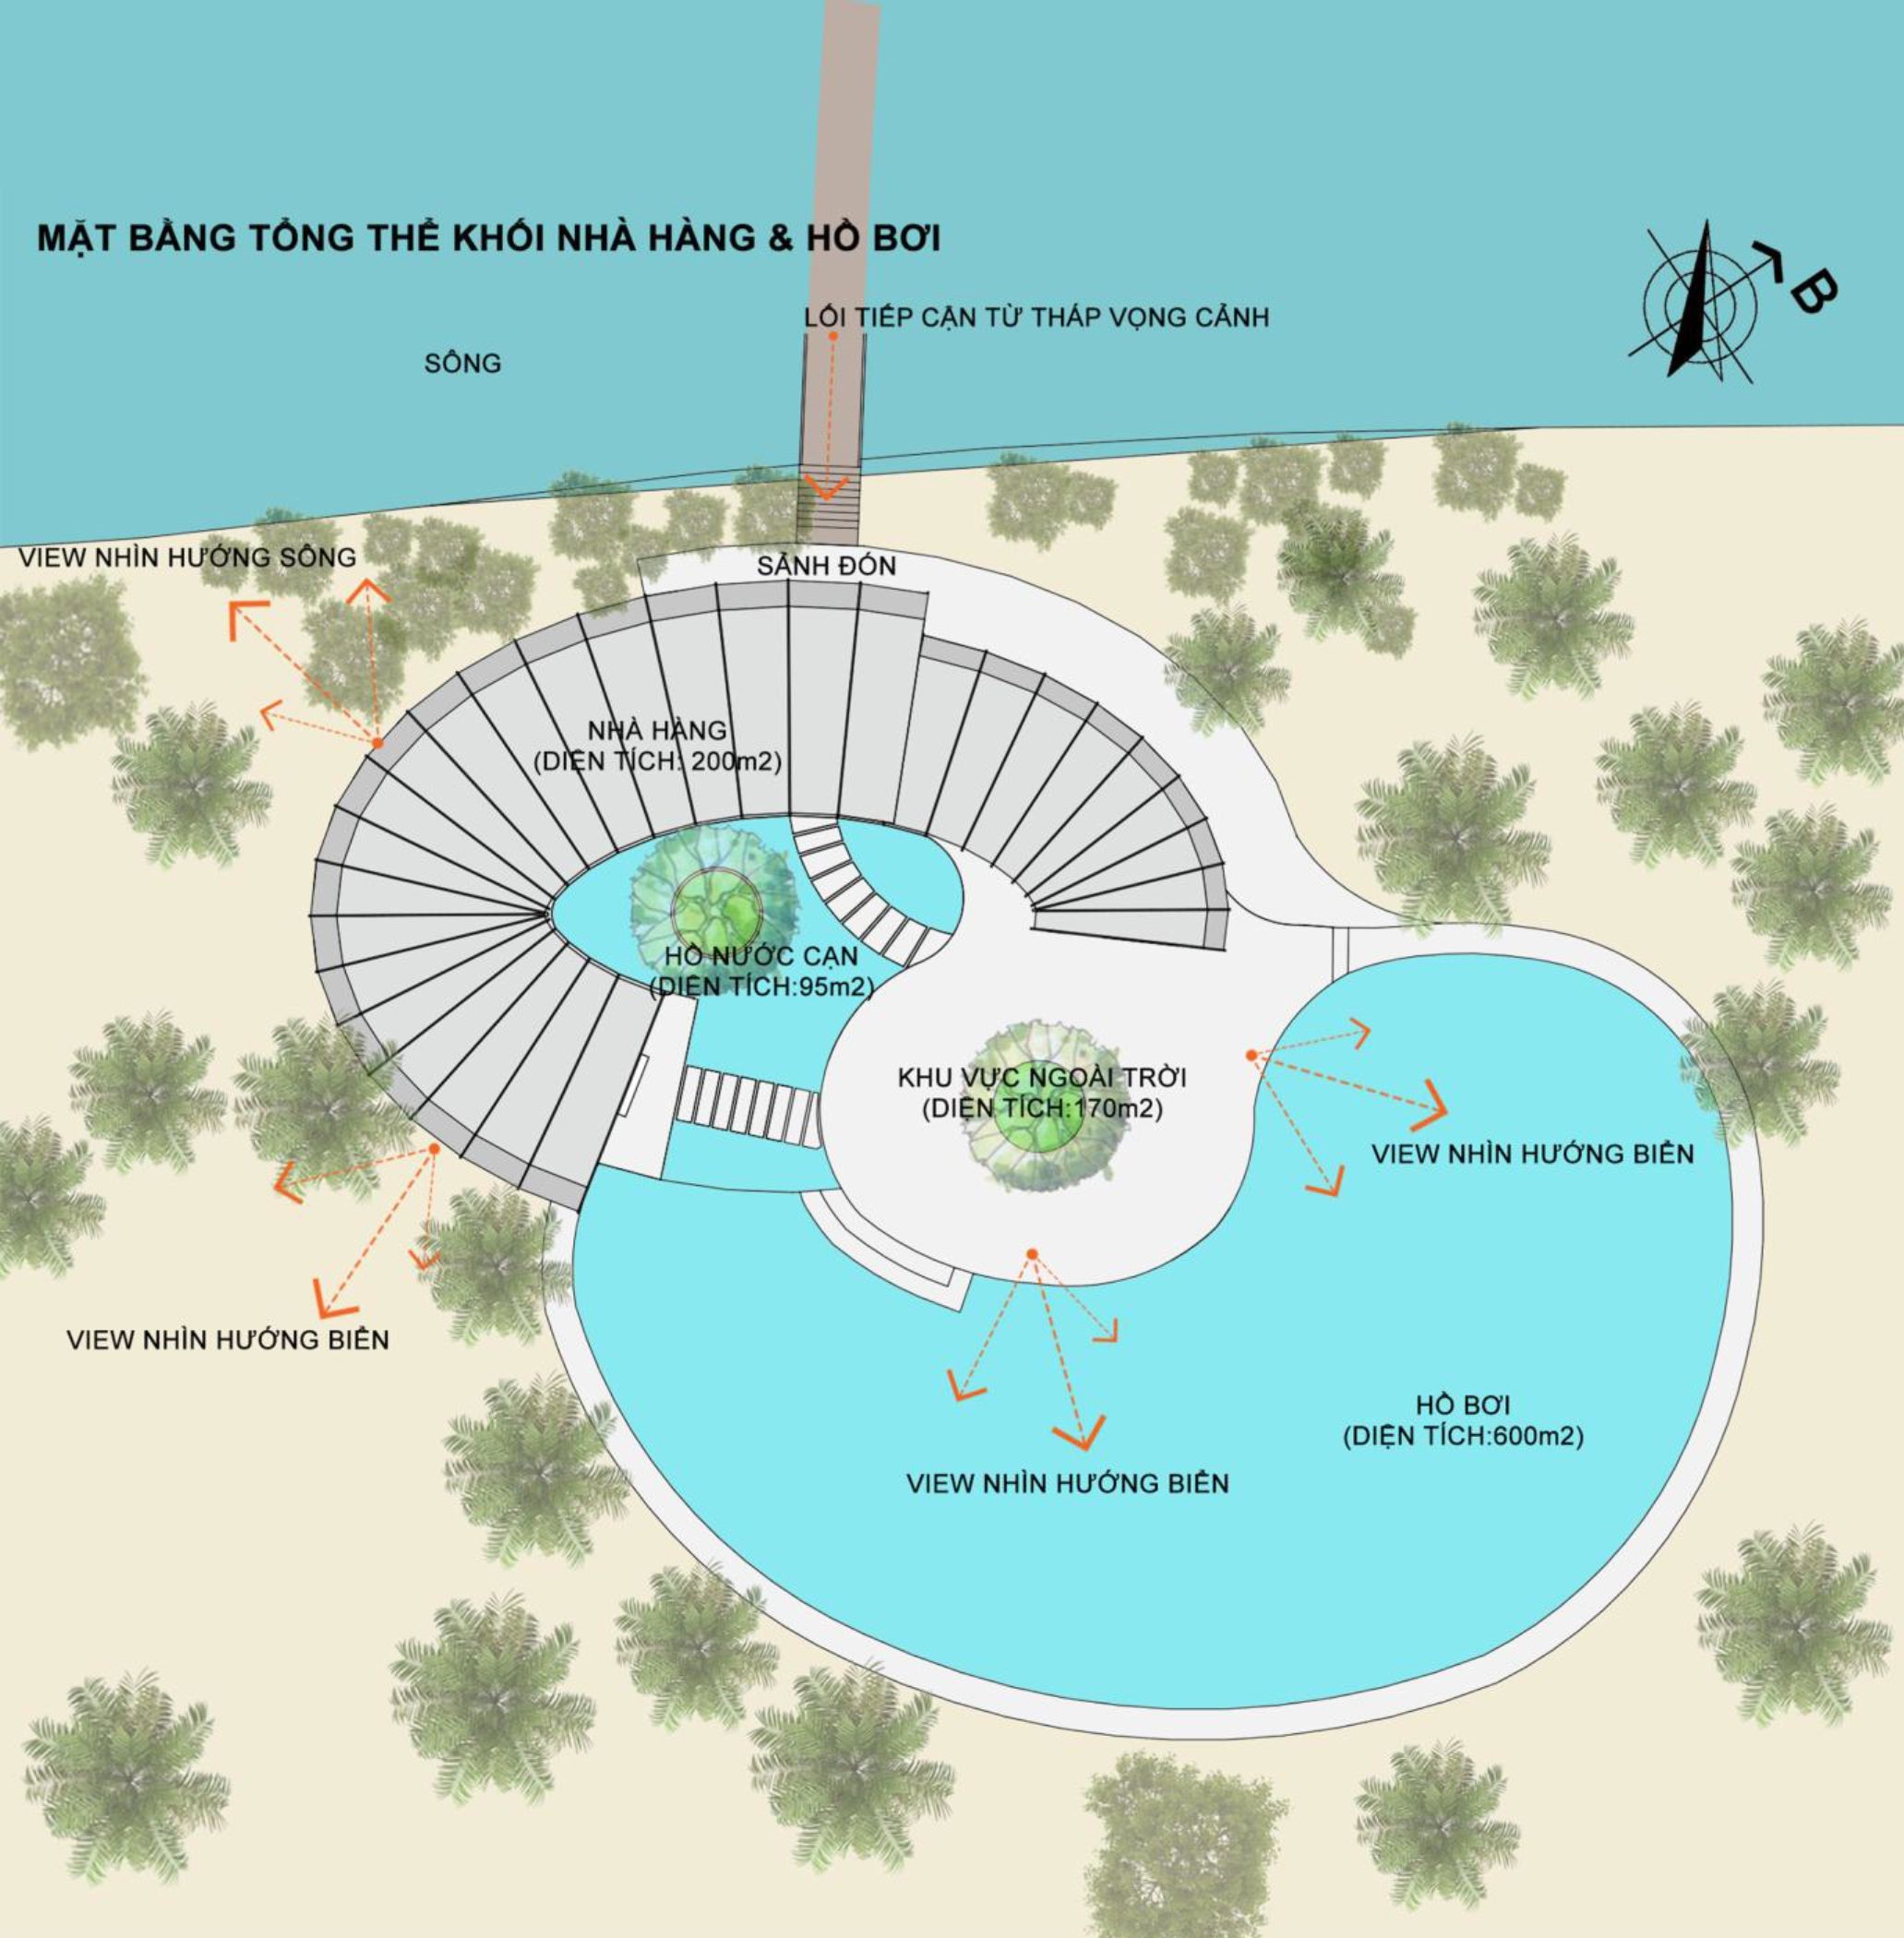 MẶT BẰNG TỔNG THỂ KHỐI NHÀ HÀNG & HỒ BƠI
B
LỐI TIẾP CẬN TỪ THÁP VỌNG CẢNH
SÔNG
VIEW NHÌN HƯỚNG SÔNG
SẢNH ĐÓN
NHÀ HÀNG
(DIỆN TÍCH: 200m2)
HỒ NƯỚC CẠN
(DIỆN TÍCH:95m2)
KHU VỰC NGOÀI TRỜI
(DIỆN TÍCH:170m2)
VIEW NHÌN HƯỚNG BIỂN
VIEW NHÌN HƯỚNG BIỂN
HỒ BƠI
(DIỆN TÍCH:600m2)
VIEW NHÌN HƯỚNG BIỂN